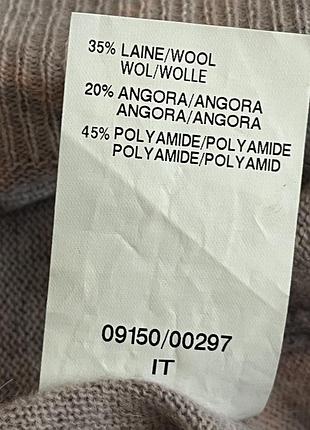 35% LAINE/WOOL
WOL/WOLLE
20% ANGORA/ANGORA
ANGORA/ANGORA
45% POLYAMIDE/POLYAMIDE
POLYAMIDE/POLYAMID
09150/00297
IT